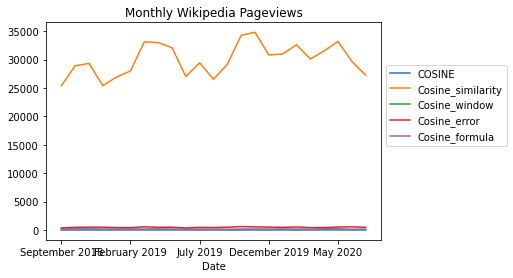 Monthly Wikipedia Pageviews
35000
30000
25000
20000
15000
10000
5000
0
September 2018 February 2019 July 2019 December 2019 May 2020
Date
COSINE
Cosine_similarity
Cosine_window
Cosine_error
Cosine_formula